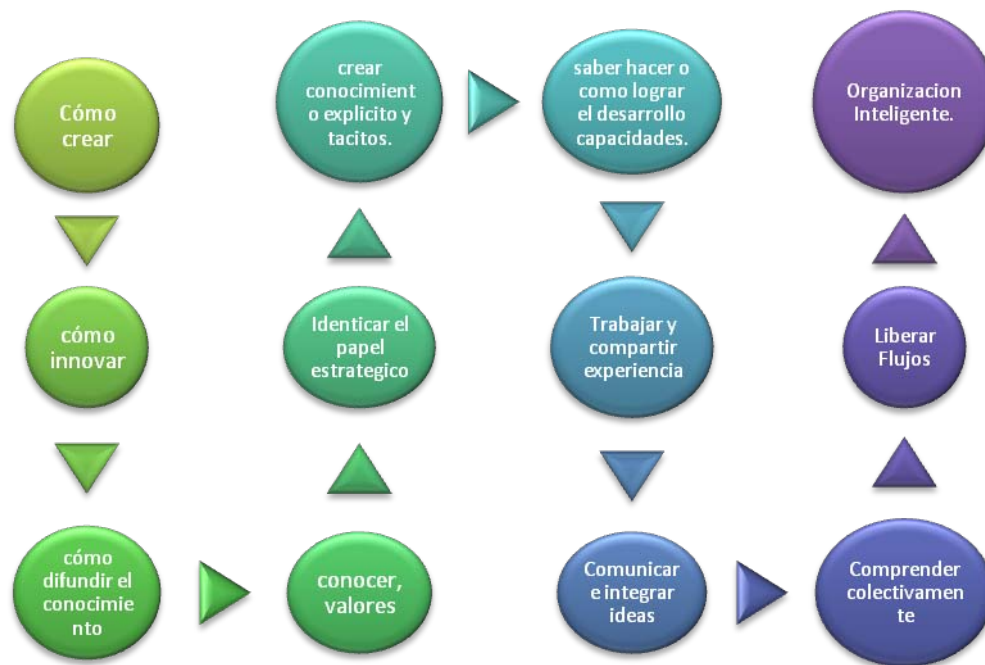 Cómo
crear
cómo
innovar
cómo
difundir el
conocimie
nto
conocer,
valores
Identicar el
papel
estrategico
crear
conocimient
o explicito y
tacitos.
saber hacer o
como lograr
el desarrollo
capacidades.
Trabajar y
compartir
experiencia
Comunicar
e integrar
ideas
Comprender
colectivamen
te
Liberar
Flujos
Organizacion
Inteligente.